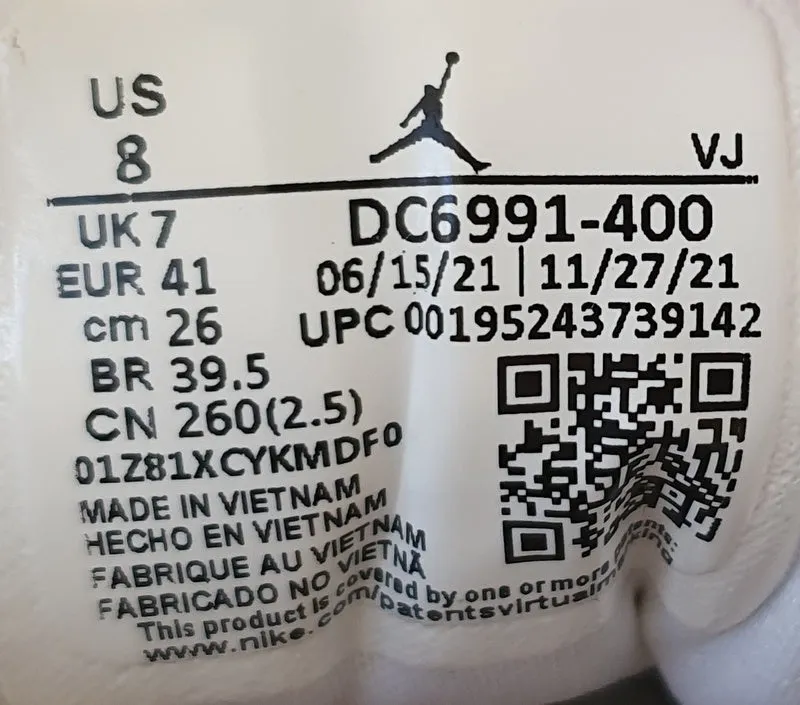 US
8
VJ
UK 7
DC6991-400
EUR 41
06/15/21 | 11/27/21
cm 26
UPC 00195243739142
BR 39.5
CN 260(2.5)
01Z81XCYKMDF0
MADE IN VIETNAM
HECHO EN VIETNAM
FABRIQUE AU VIETNAM
FABRICADO NO VIETNÃ
This product is covered by one or more patents:
www.nike.com/patentsvirtualmarking